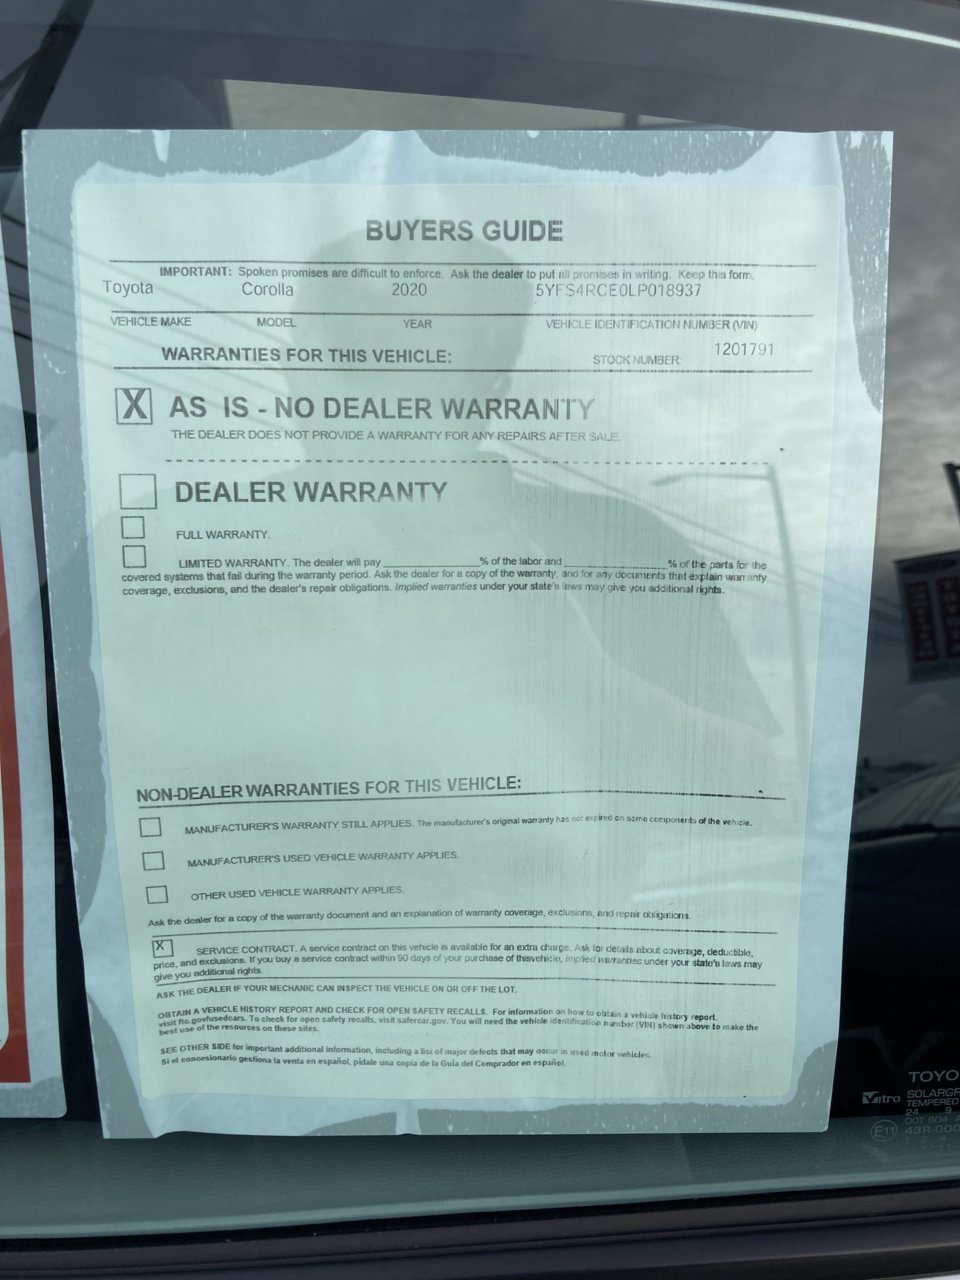 BUYERS GUIDE
IMPORTANT: Spoken promises are difficult to enforce. Ask the dealer to put all promises in writing. Keep this form.
Toyota Corolla 2020 5YFS4RCE0LP018937
VEHICLE MAKE MODEL YEAR VEHICLE IDENTIFICATION NUMBER (VIN)
WARRANTIES FOR THIS VEHICLE: STOCK NUMBER: 1201791
X AS IS - NO DEALER WARRANTY
THE DEALER DOES NOT PROVIDE A WARRANTY FOR ANY REPAIRS AFTER SALE.
DEALER WARRANTY
FULL WARRANTY.
LIMITED WARRANTY. The dealer will pay ____________% of the labor and ____________% of the parts for the
covered systems that fail during the warranty period. Ask the dealer for a copy of the warranty, and for any documents that explain warranty
coverage, exclusions, and the dealer's repair obligations. Implied warranties under your state's laws may give you additional rights.
NON-DEALER WARRANTIES FOR THIS VEHICLE:
MANUFACTURER'S WARRANTY STILL APPLIES. The manufacturer's original warranty has not expired on some components of the vehicle.
MANUFACTURER'S USED VEHICLE WARRANTY APPLIES.
OTHER USED VEHICLE WARRANTY APPLIES.
Ask the dealer for a copy of the warranty document and an explanation of warranty coverage, exclusions, and repair obligations.
X SERVICE CONTRACT. A service contract on this vehicle is available for an extra charge. Ask for details about coverage, deductible,
price, and exclusions. If you buy a service contract within 90 days of your purchase of thisvehicle, implied warranties under your state's laws may
give you additional rights.
ASK THE DEALER IF YOUR MECHANIC CAN INSPECT THE VEHICLE ON OR OFF THE LOT.
OBTAIN A VEHICLE HISTORY REPORT AND CHECK FOR OPEN SAFETY RECALLS. For information on how to obtain a vehicle history report,
visit ftc.gov/usedcars. To check for open safety recalls, visit safercar.gov. You will need the vehicle identification number (VIN) shown above to make the
best use of the resources on these sites.
SEE OTHER SIDE for important additional information, including a list of major defects that may occur in used motor vehicles.
Si el concesionario gestiona la venta en español, pídale una copia de la Guía del Comprador en español.
TOYO
Vitro SOLARGR
TEMPERED
24 9
DOT 904
E11 43R-000